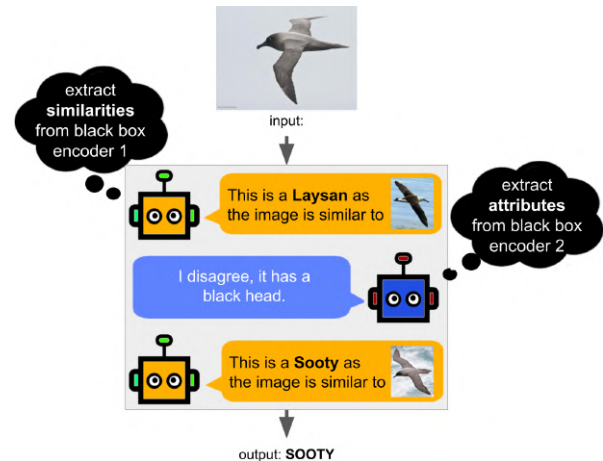 input:
extract
similarities
from black box
encoder 1
This is a Laysan as
the image is similar to
extract
attributes
from black box
encoder 2
I disagree, it has a
black head.
This is a Sooty as
the image is similar to
output: SOOTY